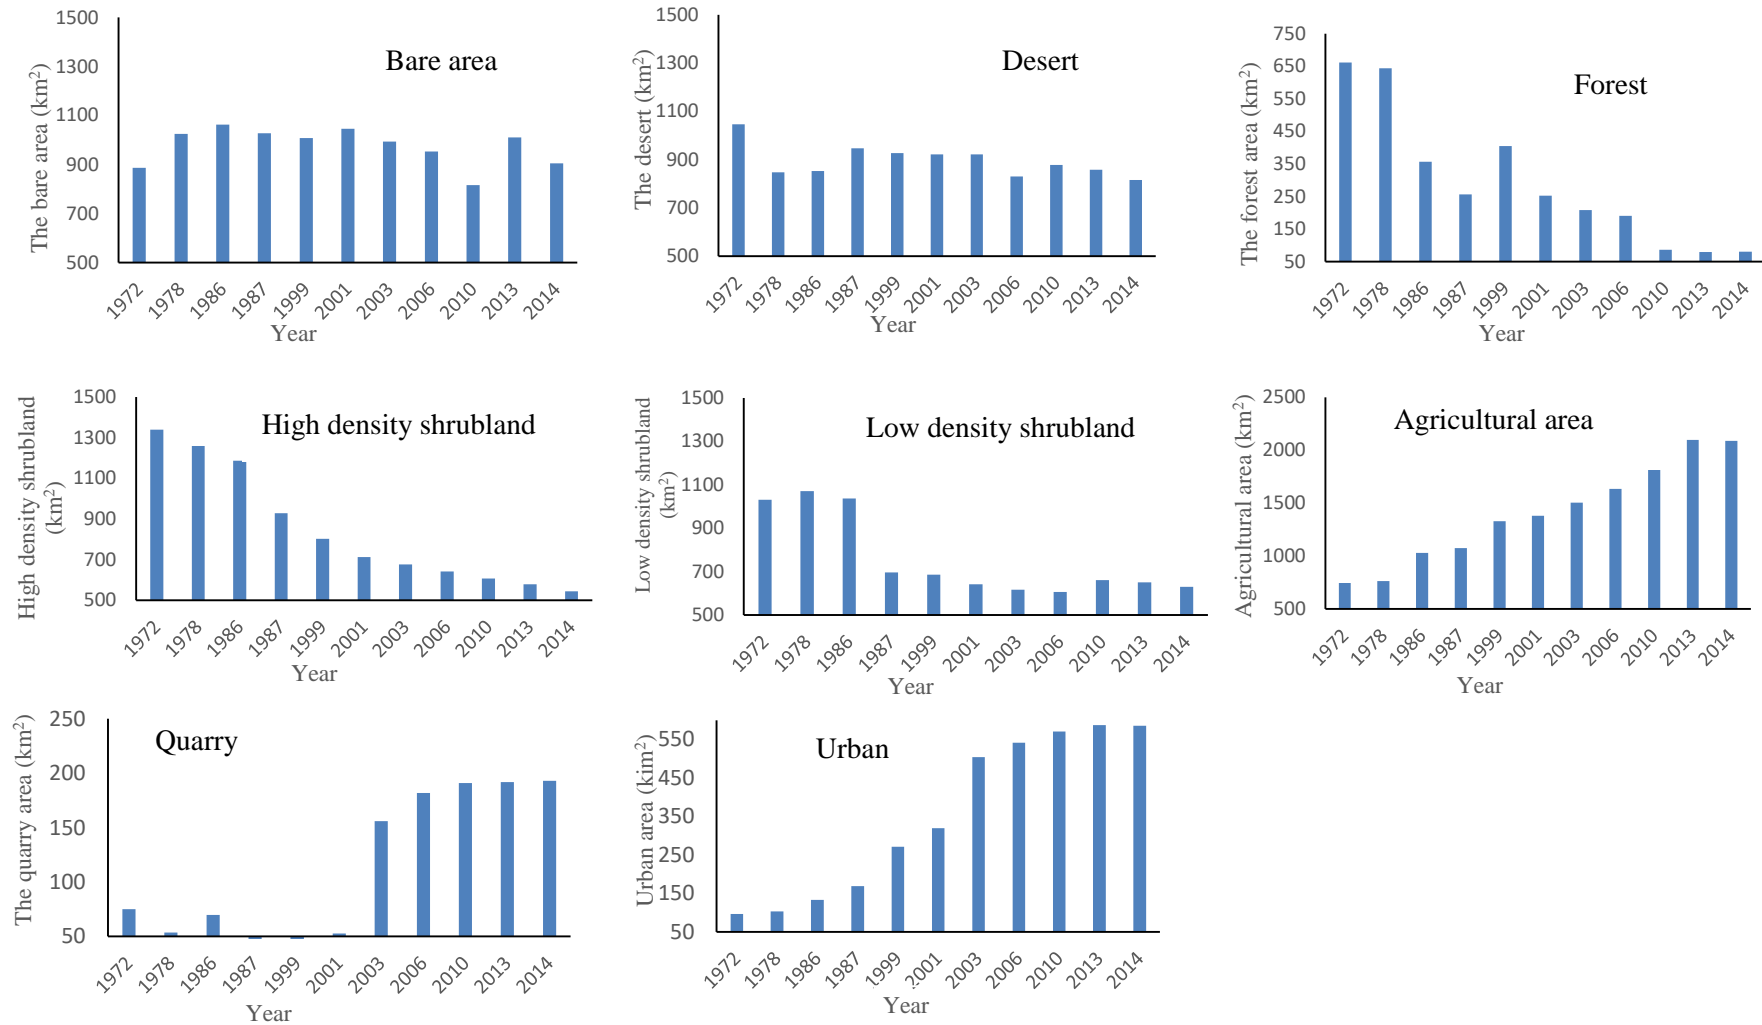 Bare area
The bare area (km²)
1500
1300
1100
900
700
500
1972 1978 1986 1987 1999 2001 2003 2006 2010 2013 2014
Year
Desert
The desert (km²)
1500
1300
1100
900
700
500
1972 1978 1986 1987 1999 2001 2003 2006 2010 2013 2014
Year
Forest
The forest area (km²)
750
650
550
450
350
250
150
50
1972 1978 1986 1987 1999 2001 2003 2006 2010 2013 2014
Year
High density shrubland
High density shrubland
(km²)
1500
1300
1100
900
700
500
1972 1978 1986 1987 1999 2001 2003 2006 2010 2013 2014
Year
Low density shrubland
Low density shrubland
(km²)
1500
1300
1100
900
700
500
1972 1978 1986 1987 1999 2001 2003 2006 2010 2013 2014
Year
Agricultural area
Agricultural area (km²)
2500
2000
1500
1000
500
1972 1978 1986 1987 1999 2001 2003 2006 2010 2013 2014
Year
Quarry
The quarry area (km²)
250
200
150
100
50
1972 1978 1986 1987 1999 2001 2003 2006 2010 2013 2014
Year
Urban
Urban area (kim²)
550
450
350
250
150
50
1972 1978 1986 1987 1999 2001 2003 2006 2010 2013 2014
Year